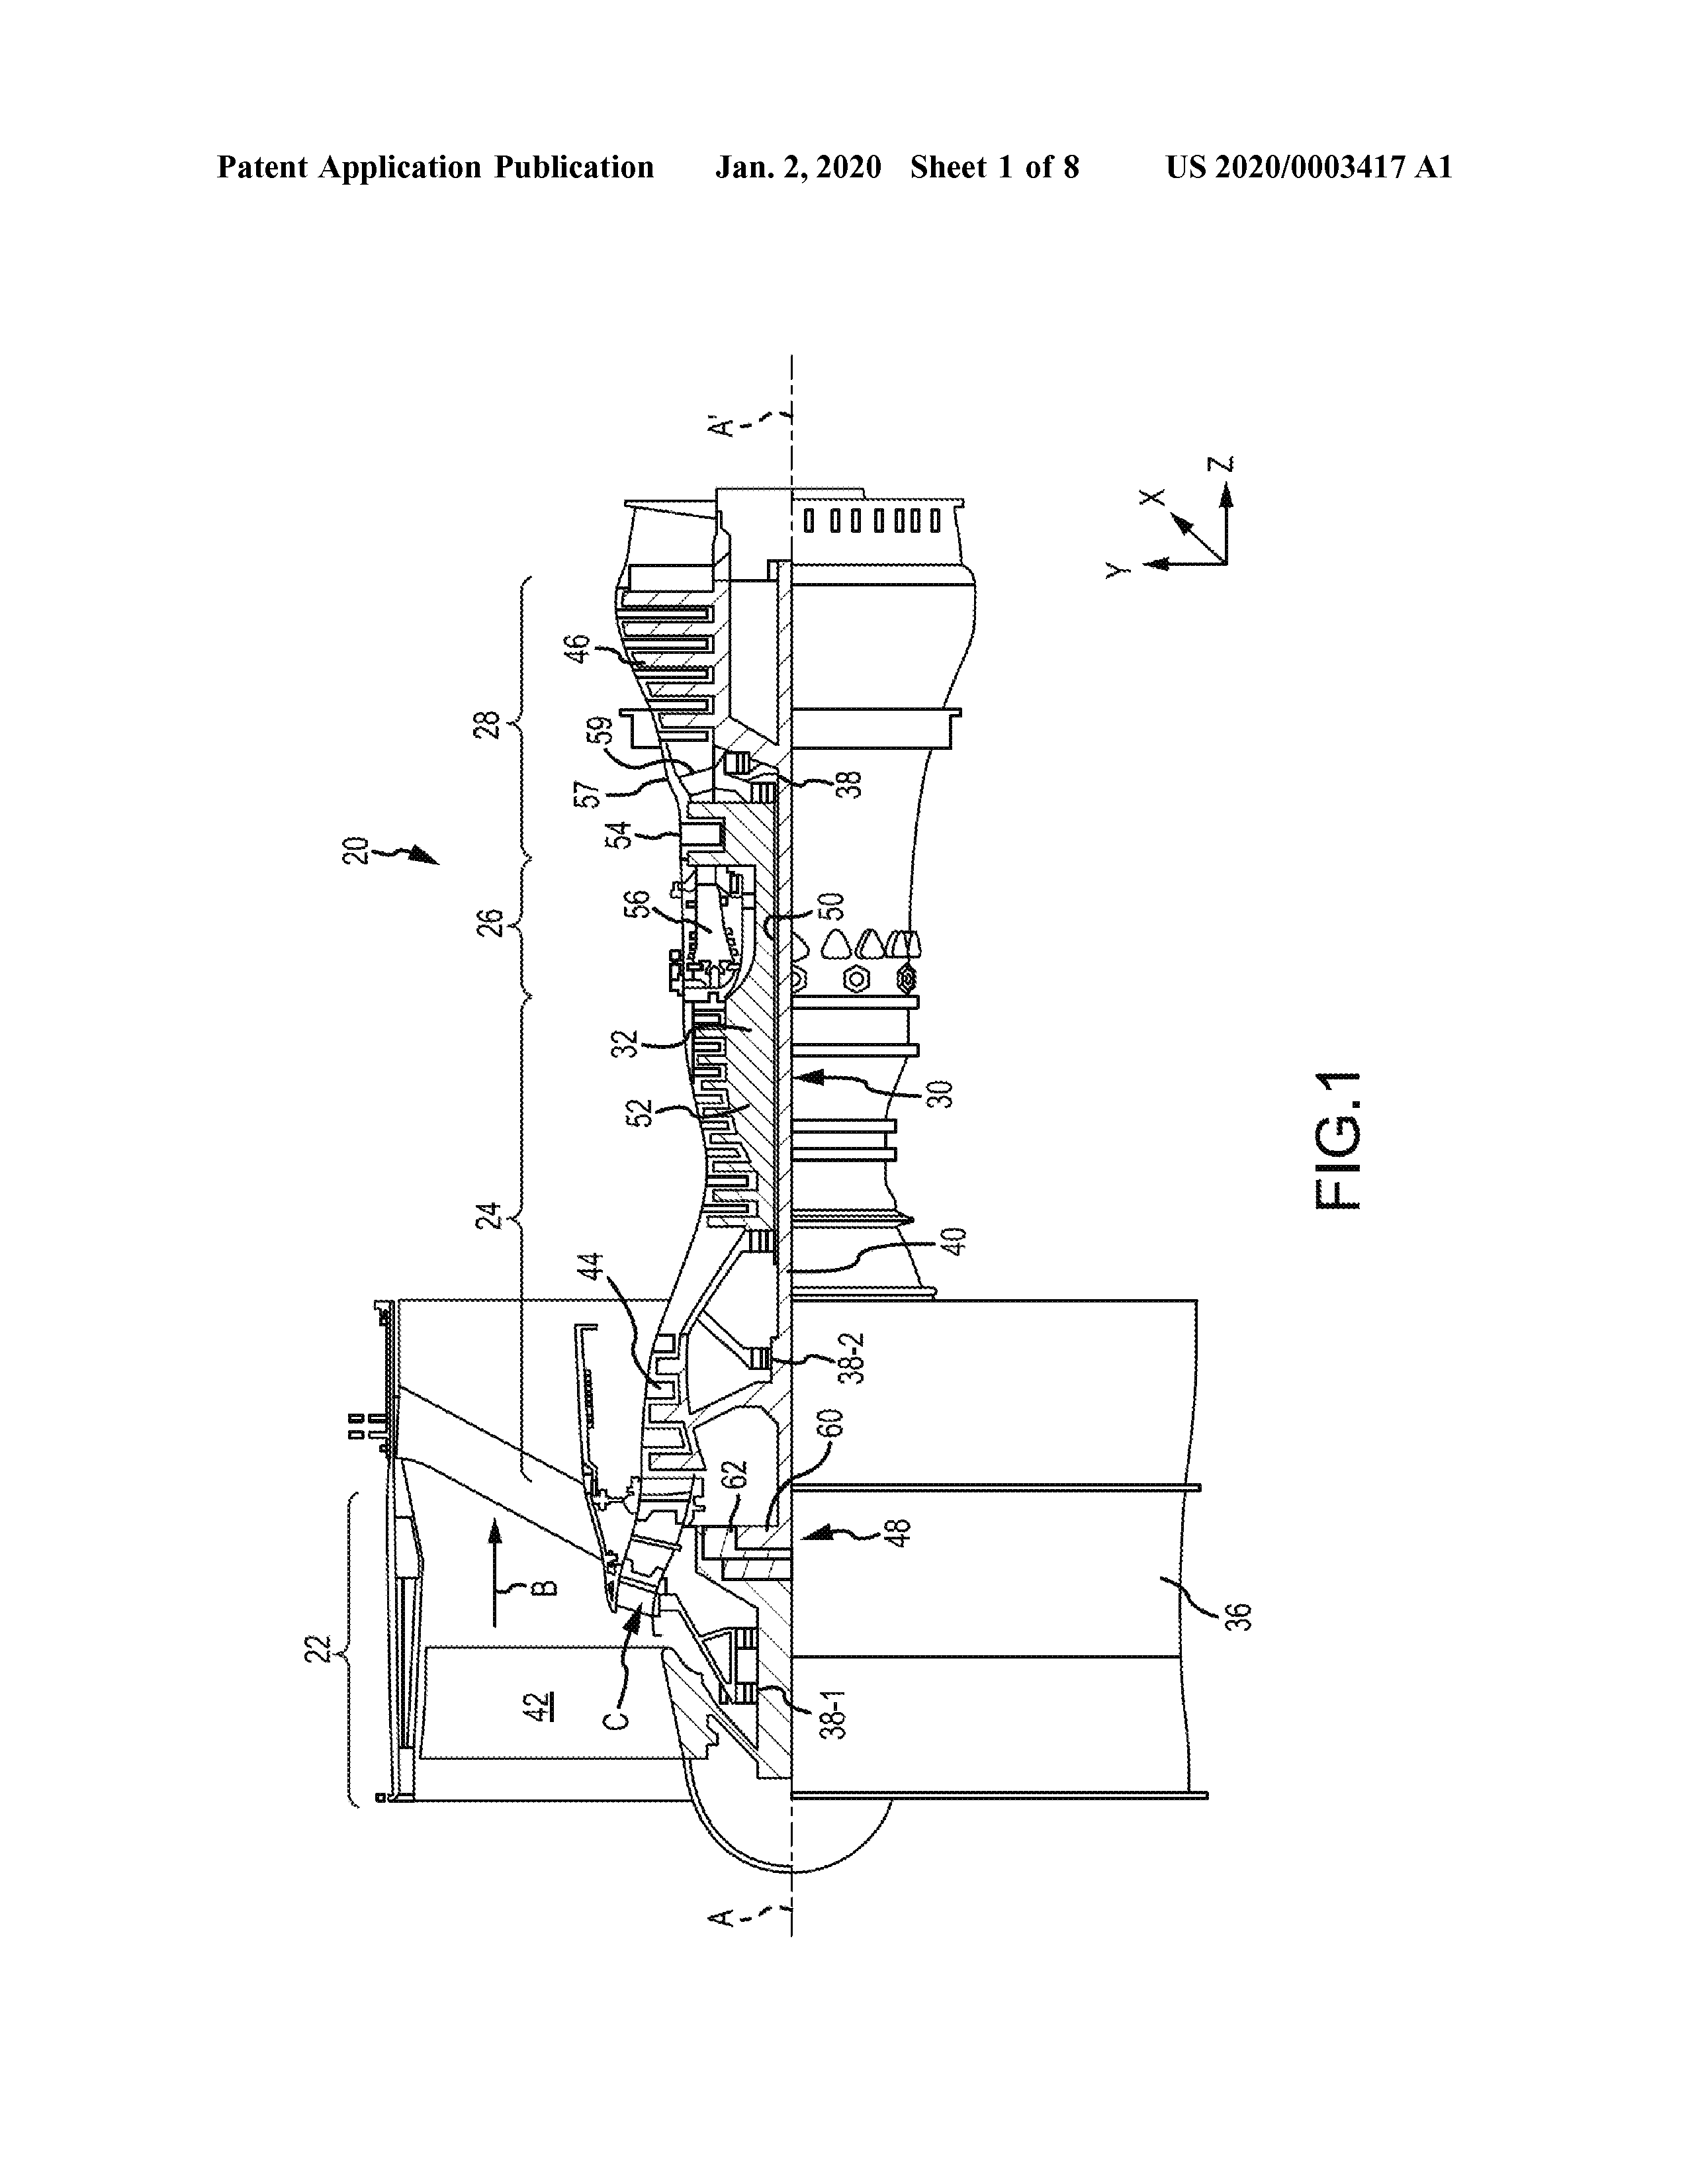 Patent Application Publication Jan. 2, 2020 Sheet 1 of 8 US 2020/0003417 A1
20
22
24
26
28
B
42
C
44
62
60
48
38-1
38-2
36
40
52
32
30
56
50
54
57
59
38
46
A
A'
Y
X
Z
FIG.1